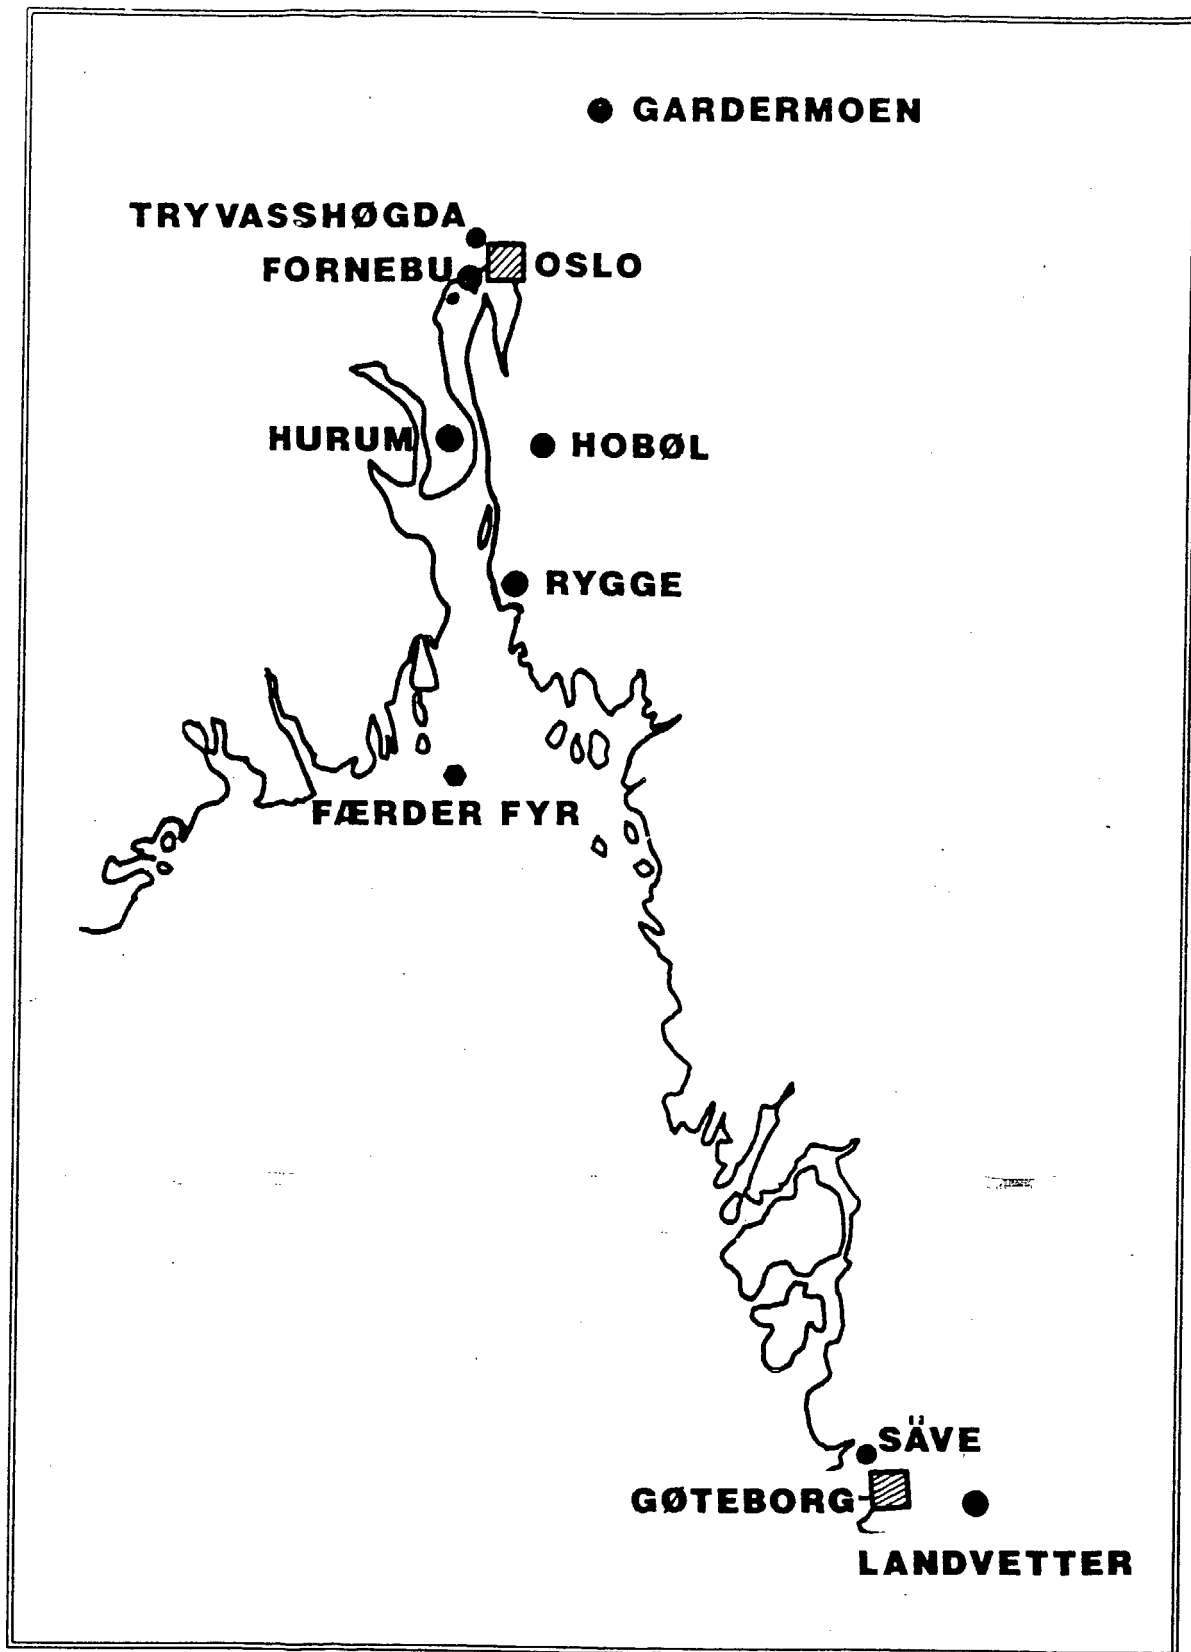 GARDERMOEN
TRYVASSHØGDA
FORNEBU
OSLO
HURUM
HOBØL
RYGGE
FÆRDER FYR
SÄVE
GØTEBORG
LANDVETTER